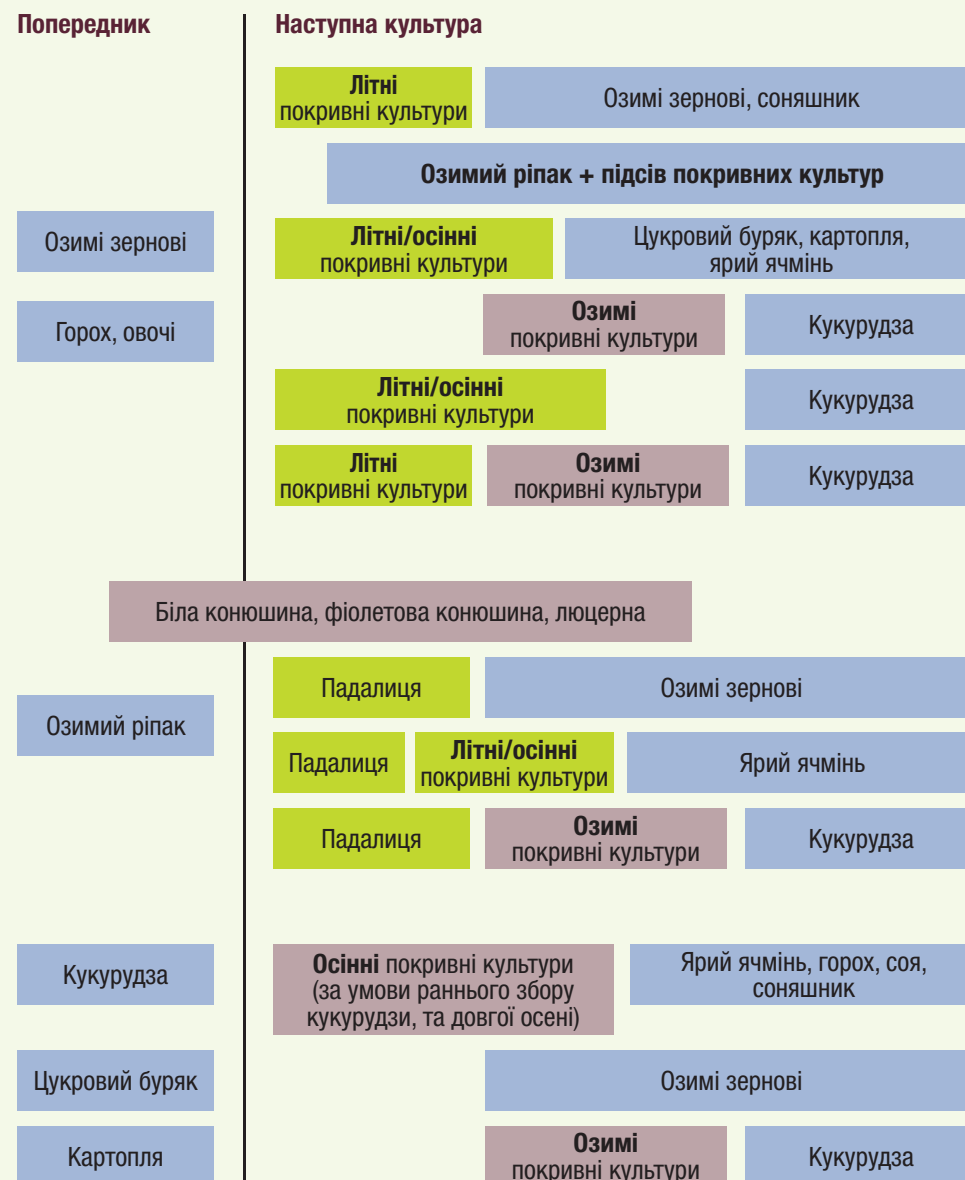 Попередник
Наступна культура
Літні
покривні культури
Озимі зернові, соняшник
Озимий ріпак + підсів покривних культур
Озимі зернові
Літні/осінні
покривні культури
Цукровий буряк, картопля,
ярий ячмінь
Горох, овочі
Озимі
покривні культури
Кукурудза
Літні/осінні
покривні культури
Кукурудза
Літні
покривні культури
Озимі
покривні культури
Кукурудза
Біла конюшина, фіолетова конюшина, люцерна
Озимий ріпак
Падалиця
Озимі зернові
Падалиця
Літні/осінні
покривні культури
Ярий ячмінь
Падалиця
Озимі
покривні культури
Кукурудза
Кукурудза
Осінні покривні культури
(за умови раннього збору
кукурудзи, та довгої осені)
Ярий ячмінь, горох, соя,
соняшник
Цукровий буряк
Озимі зернові
Картопля
Озимі
покривні культури
Кукурудза